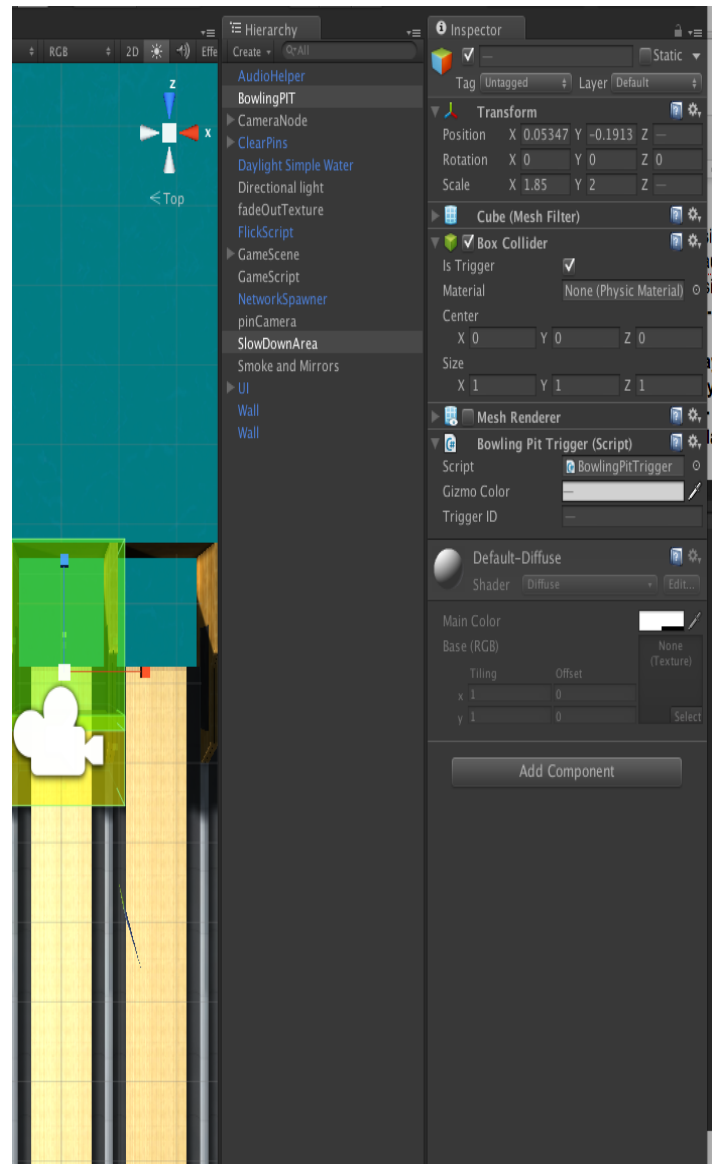 RGB 2D Effe
z
x
Top
Hierarchy
Create All
AudioHelper
BowlingPIT
CameraNode
ClearPins
Daylight Simple Water
Directional light
fadeOutTexture
FlickScript
GameScene
GameScript
NetworkSpawner
pinCamera
SlowDownArea
Smoke and Mirrors
UI
Wall
Wall
Inspector
— Static
Tag Untagged Layer Default
Transform
Position X 0.05347 Y -0.1913 Z —
Rotation X 0 Y 0 Z 0
Scale X 1.85 Y 2 Z —
Cube (Mesh Filter)
Box Collider
Is Trigger
Material None (Physic Material)
Center
X 0 Y 0 Z 0
Size
X 1 Y 1 Z 1
Mesh Renderer
Bowling Pit Trigger (Script)
Script BowlingPitTrigger
Gizmo Color —
Trigger ID —
Default-Diffuse
Shader Diffuse Edit...
Main Color
Base (RGB) None
(Texture)
Tiling Offset
x 1 0
y 1 0 Select
Add Component